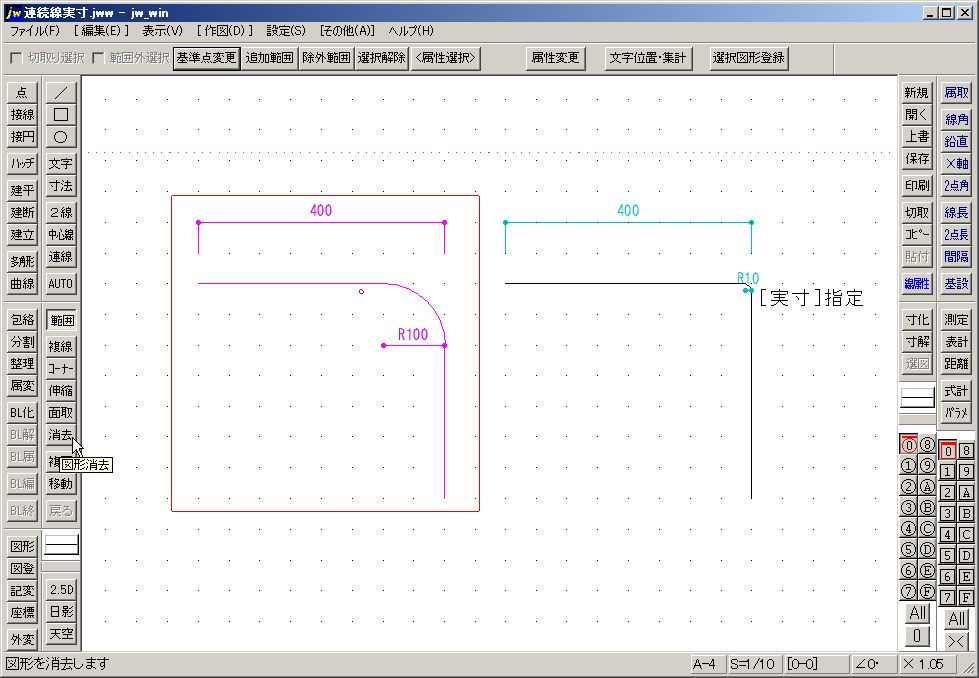 連続線実寸.jww - jw_win
ファイル(F) [編集(E)] 表示(V) [作図(D)] 設定(S) [その他(A)] ヘルプ(H)
切取り選択 範囲外選択 基準点変更 追加範囲 除外範囲 選択解除 <属性選択> 属性変更 文字位置・集計 選択図形登録
点 ／
接線 □
接円 ○
ハッチ 文字
建平 寸法
建断 2線
建立 中心線
多角形 連線
曲線 AUTO
包絡 範囲
分割 複線
整理 コーナー
属変 伸縮
BL化 面取
BL解 消去
BL属 複
図形消去
BL編 移動
BL終 戻る
図形
図登
記変 2.5D
座標 日影
外変 天空
400
R100
400
R10
[実寸]指定
新規 属取
開く 線角
上書 鉛直
保存 ×軸
印刷 2点角
切取 線長
コピー 2点長
貼付 間隔
線属性 基設
寸化 測定
寸解 表計
選図 距離
式計
パラメ
0 8 0 8
1 9 1 9
2 A 2 A
3 B 3 B
4 C 4 C
5 D 5 D
6 E 6 E
7 F 7 F
All All
0 ×
図形を消去します A-4 S=1/10 [0-0] ∠0・ × 1.05